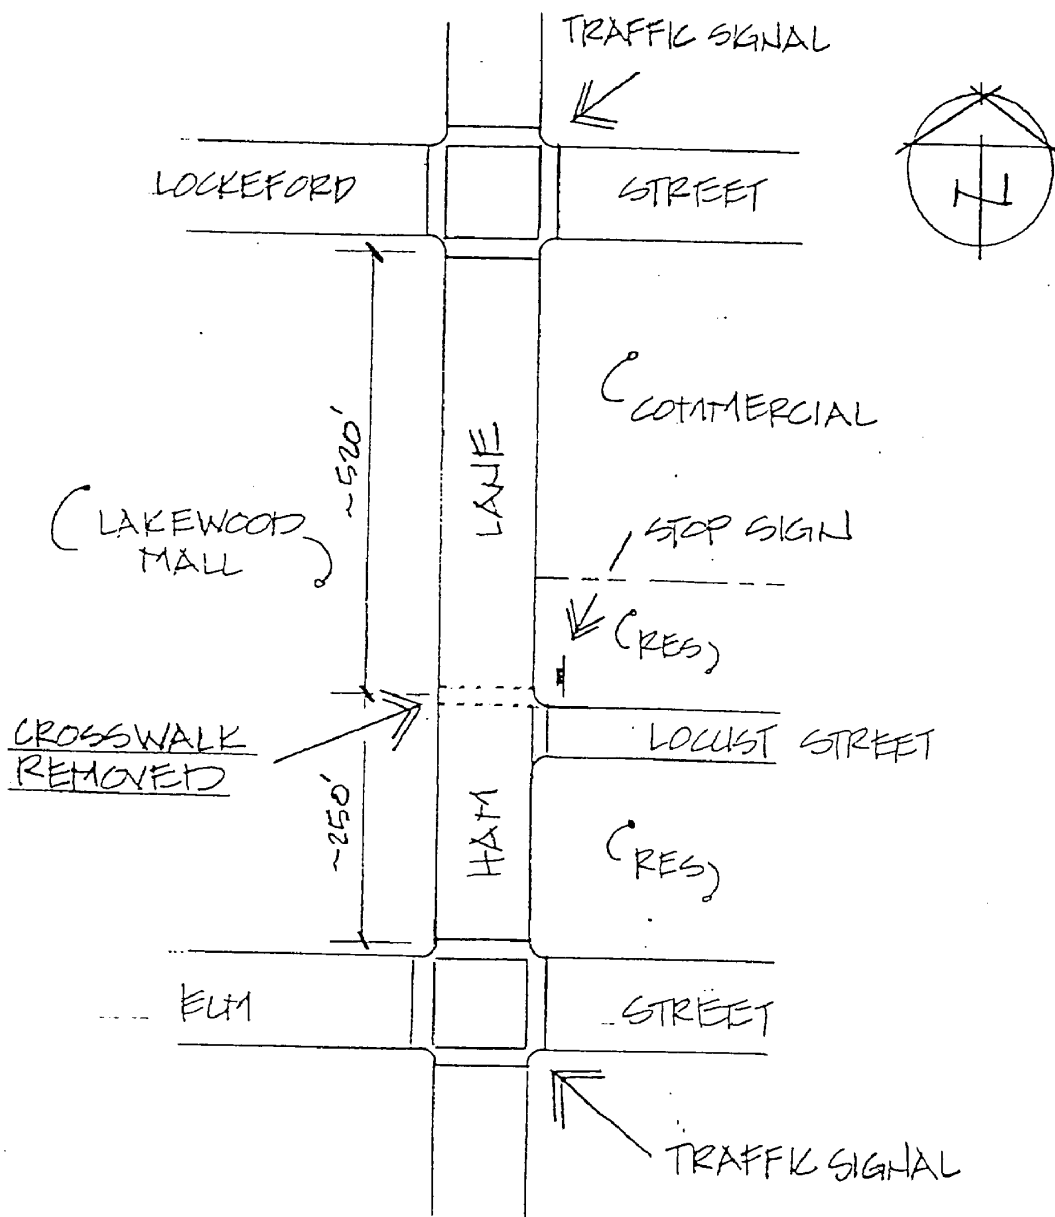 TRAFFIC SIGNAL
LOCKEFORD STREET
N
COMMERCIAL
~520'
LANE
LAKEWOOD
MALL
STOP SIGN
RES
CROSSWALK
REMOVED
LOCUST STREET
~250'
HAM
RES
ELM STREET
TRAFFIC SIGNAL